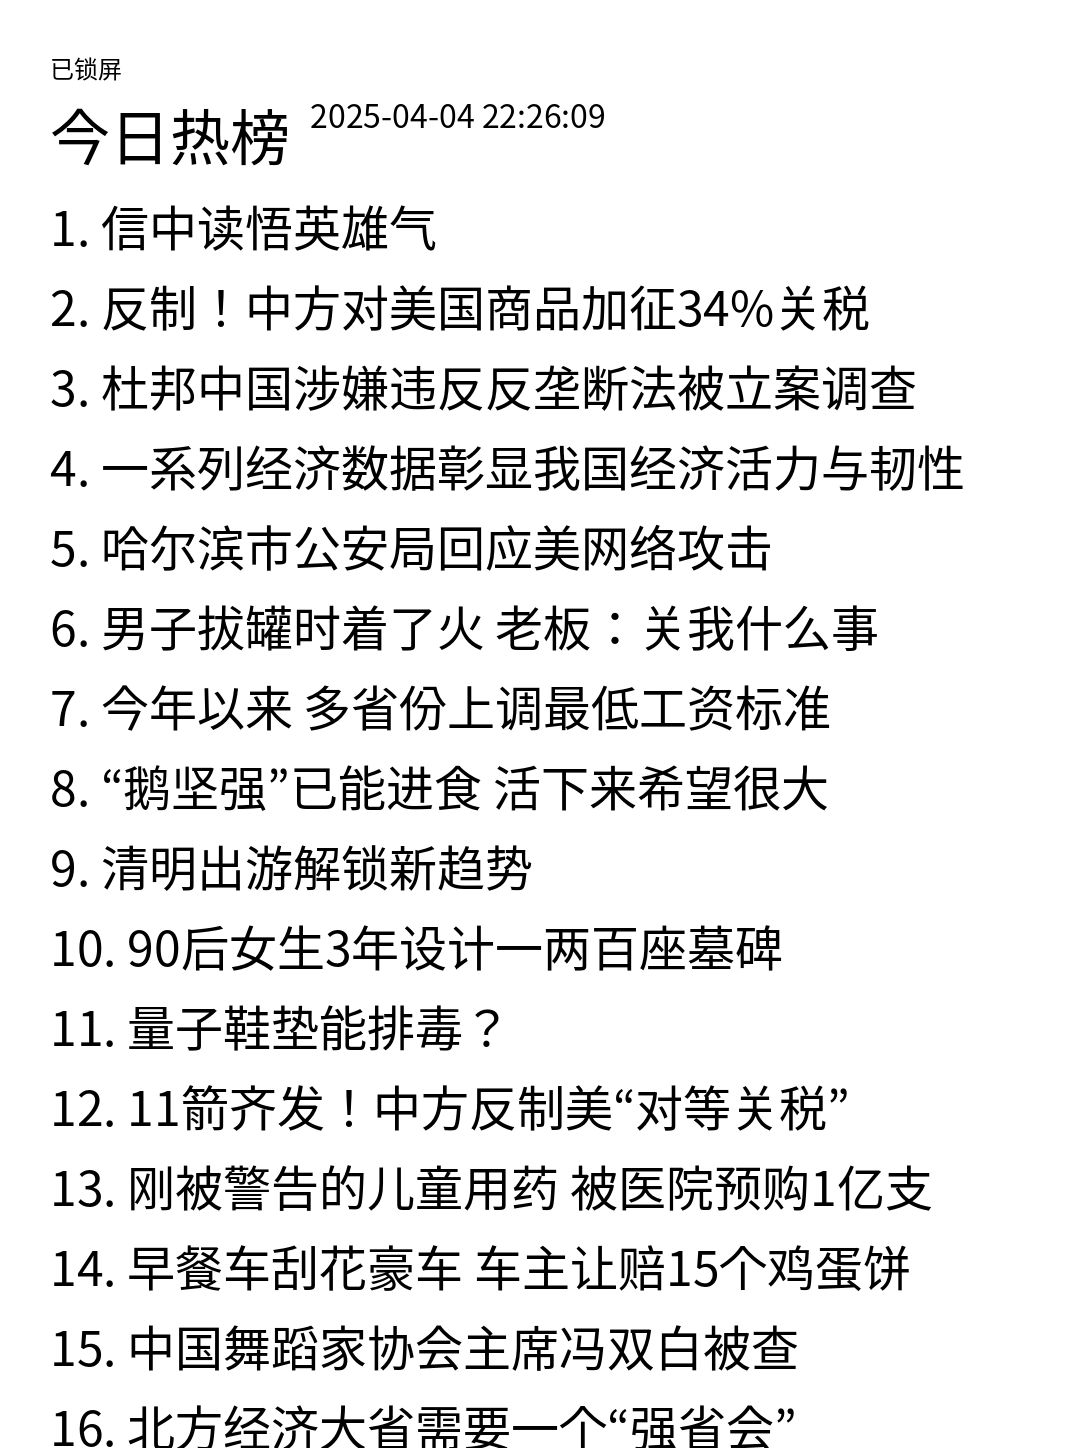 已锁屏
今日热榜 2025-04-04 22:26:09
1. 信中读悟英雄气
2. 反制！中方对美国商品加征34%关税
3. 杜邦中国涉嫌违反反垄断法被立案调查
4. 一系列经济数据彰显我国经济活力与韧性
5. 哈尔滨市公安局回应美网络攻击
6. 男子拔罐时着了火 老板：关我什么事
7. 今年以来 多省份上调最低工资标准
8. “鹅坚强”已能进食 活下来希望很大
9. 清明出游解锁新趋势
10. 90后女生3年设计一两百座墓碑
11. 量子鞋垫能排毒？
12. 11箭齐发！中方反制美“对等关税”
13. 刚被警告的儿童用药 被医院预购1亿支
14. 早餐车刮花豪车 车主让赔15个鸡蛋饼
15. 中国舞蹈家协会主席冯双白被查
16. 北方经济大省需要一个“强省会”